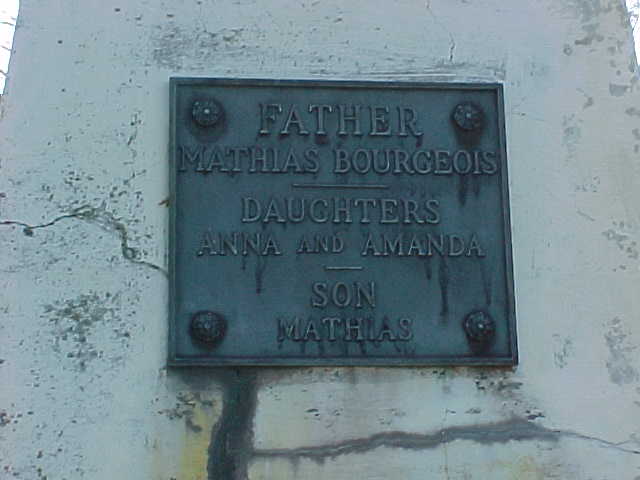 FATHER
MATHIAS BOURGEOIS
DAUGHTERS
ANNA AND AMANDA
SON
MATHIAS